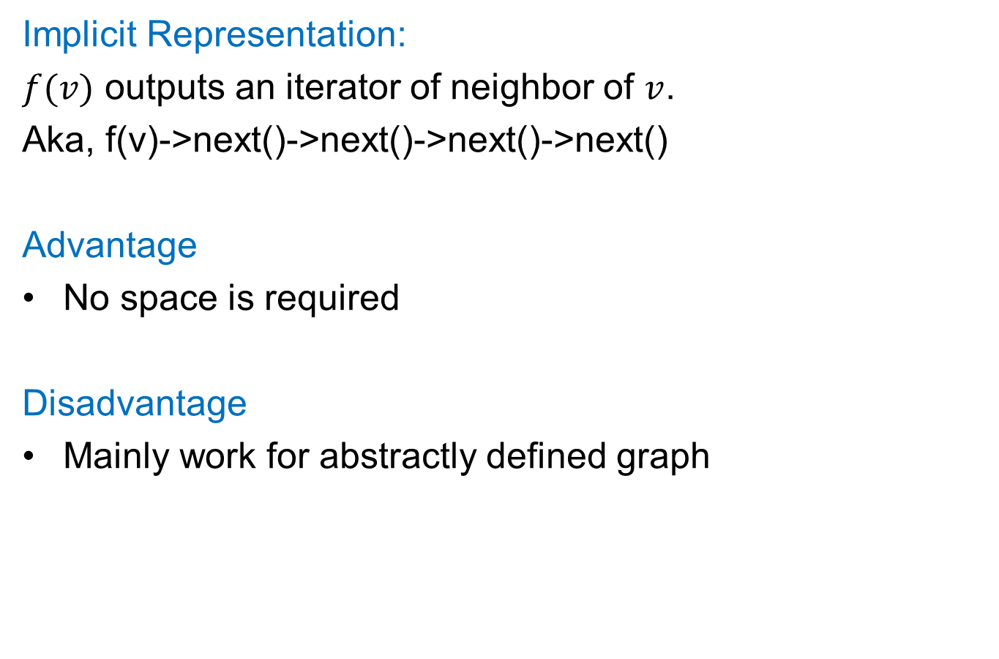 Implicit Representation:
𝑓(𝑣) outputs an iterator of neighbor of 𝑣.
Aka, f(v)->next()->next()->next()->next()
Advantage
• No space is required
Disadvantage
• Mainly work for abstractly defined graph